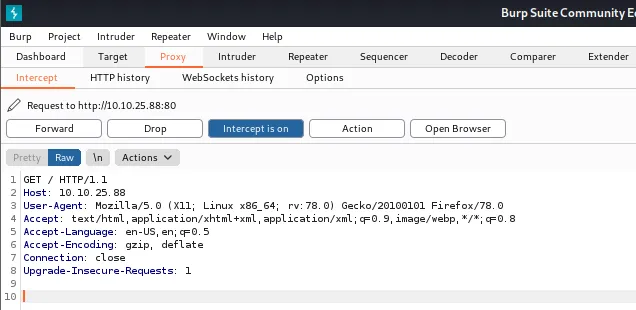 Burp Suite Community E
Burp Project Intruder Repeater Window Help
Dashboard Target Proxy Intruder Repeater Sequencer Decoder Comparer Extender
Intercept HTTP history WebSockets history Options
Request to http://10.10.25.88:80
Forward Drop Intercept is on Action Open Browser
Pretty Raw \n Actions
1 GET / HTTP/1.1
2 Host: 10.10.25.88
3 User-Agent: Mozilla/5.0 (X11; Linux x86_64; rv:78.0) Gecko/20100101 Firefox/78.0
4 Accept: text/html,application/xhtml+xml,application/xml;q=0.9,image/webp,*/*;q=0.8
5 Accept-Language: en-US,en;q=0.5
6 Accept-Encoding: gzip, deflate
7 Connection: close
8 Upgrade-Insecure-Requests: 1
9
10